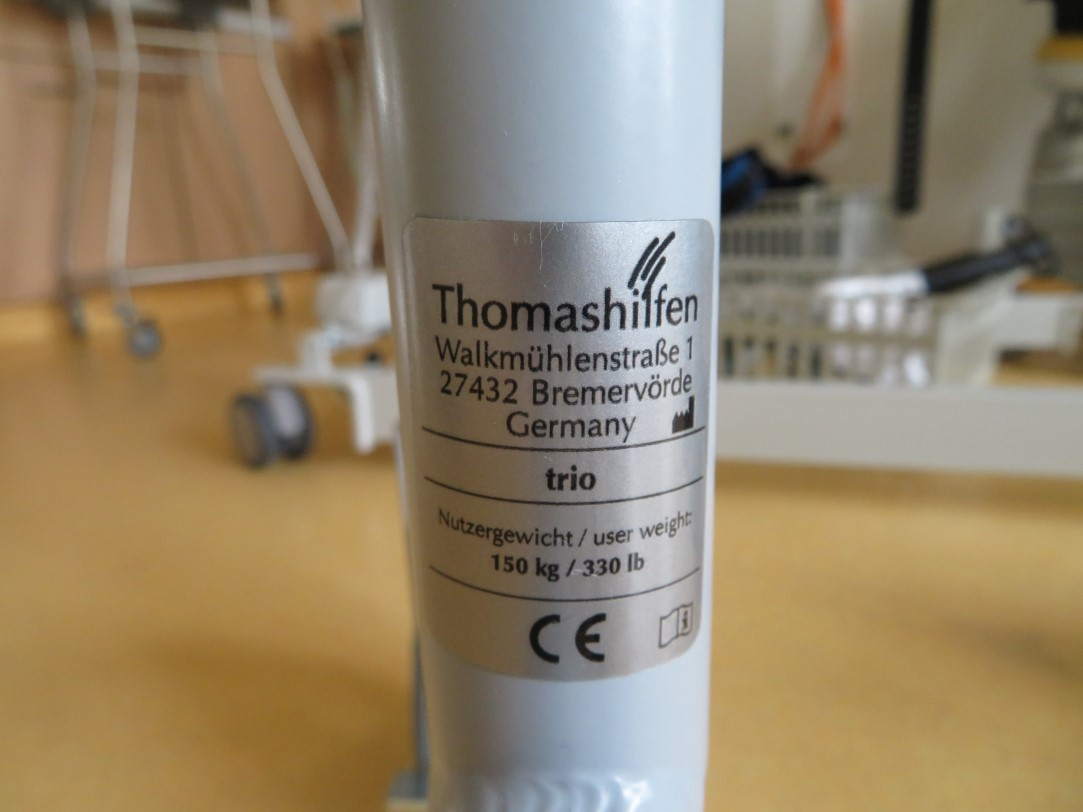 Thomashilfen
Walkmühlenstraße 1
27432 Bremervörde
Germany
trio
Nutzergewicht / user weight:
150 kg / 330 lb
CE
i